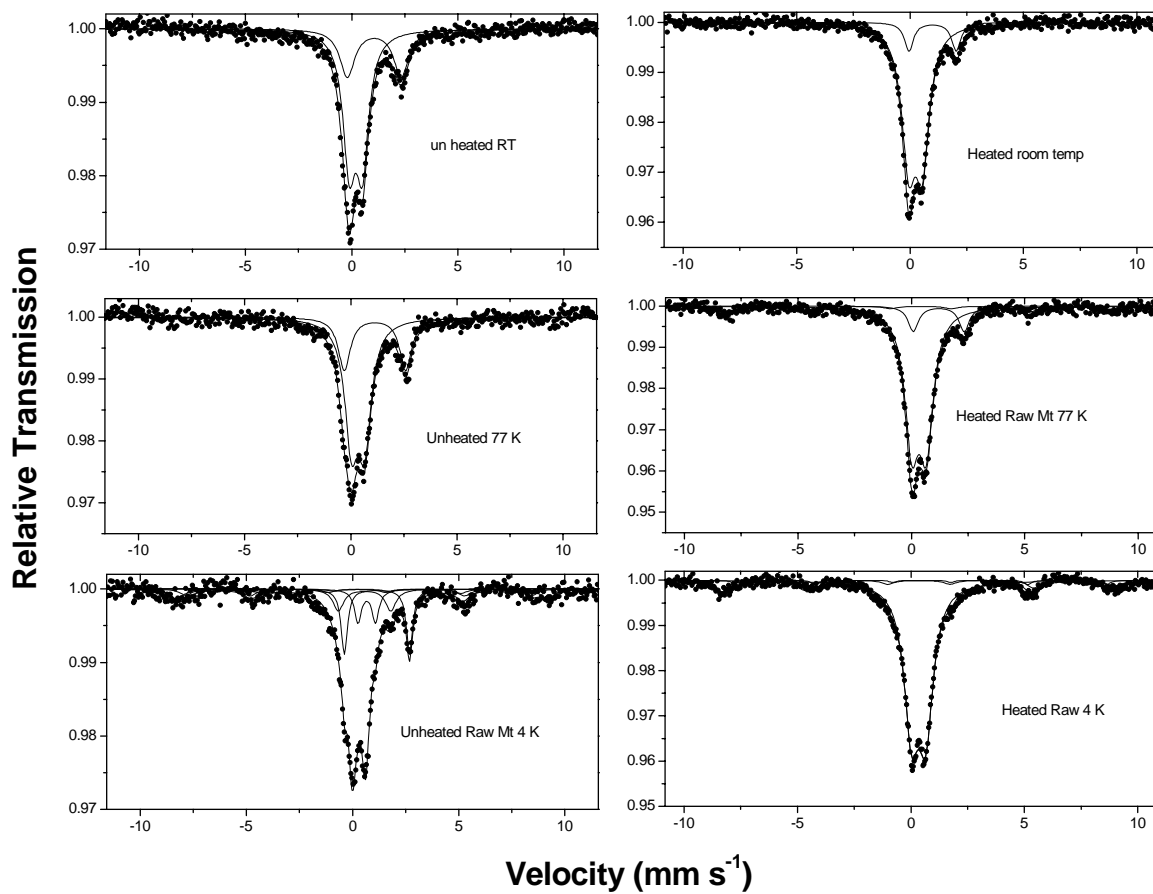 Relative Transmission
1.00
0.99
0.98
0.97
un heated RT
-10 -5 0 5 10
1.00
0.99
0.98
0.97
0.96
Heated room temp
-10 -5 0 5 10
1.00
0.99
0.98
0.97
Unheated 77 K
-10 -5 0 5 10
1.00
0.99
0.98
0.97
0.96
0.95
Heated Raw Mt 77 K
-10 -5 0 5 10
1.00
0.99
0.98
0.97
Unheated Raw Mt 4 K
-10 -5 0 5 10
1.00
0.99
0.98
0.97
0.96
0.95
Heated Raw 4 K
-10 -5 0 5 10
Velocity (mm s⁻¹)